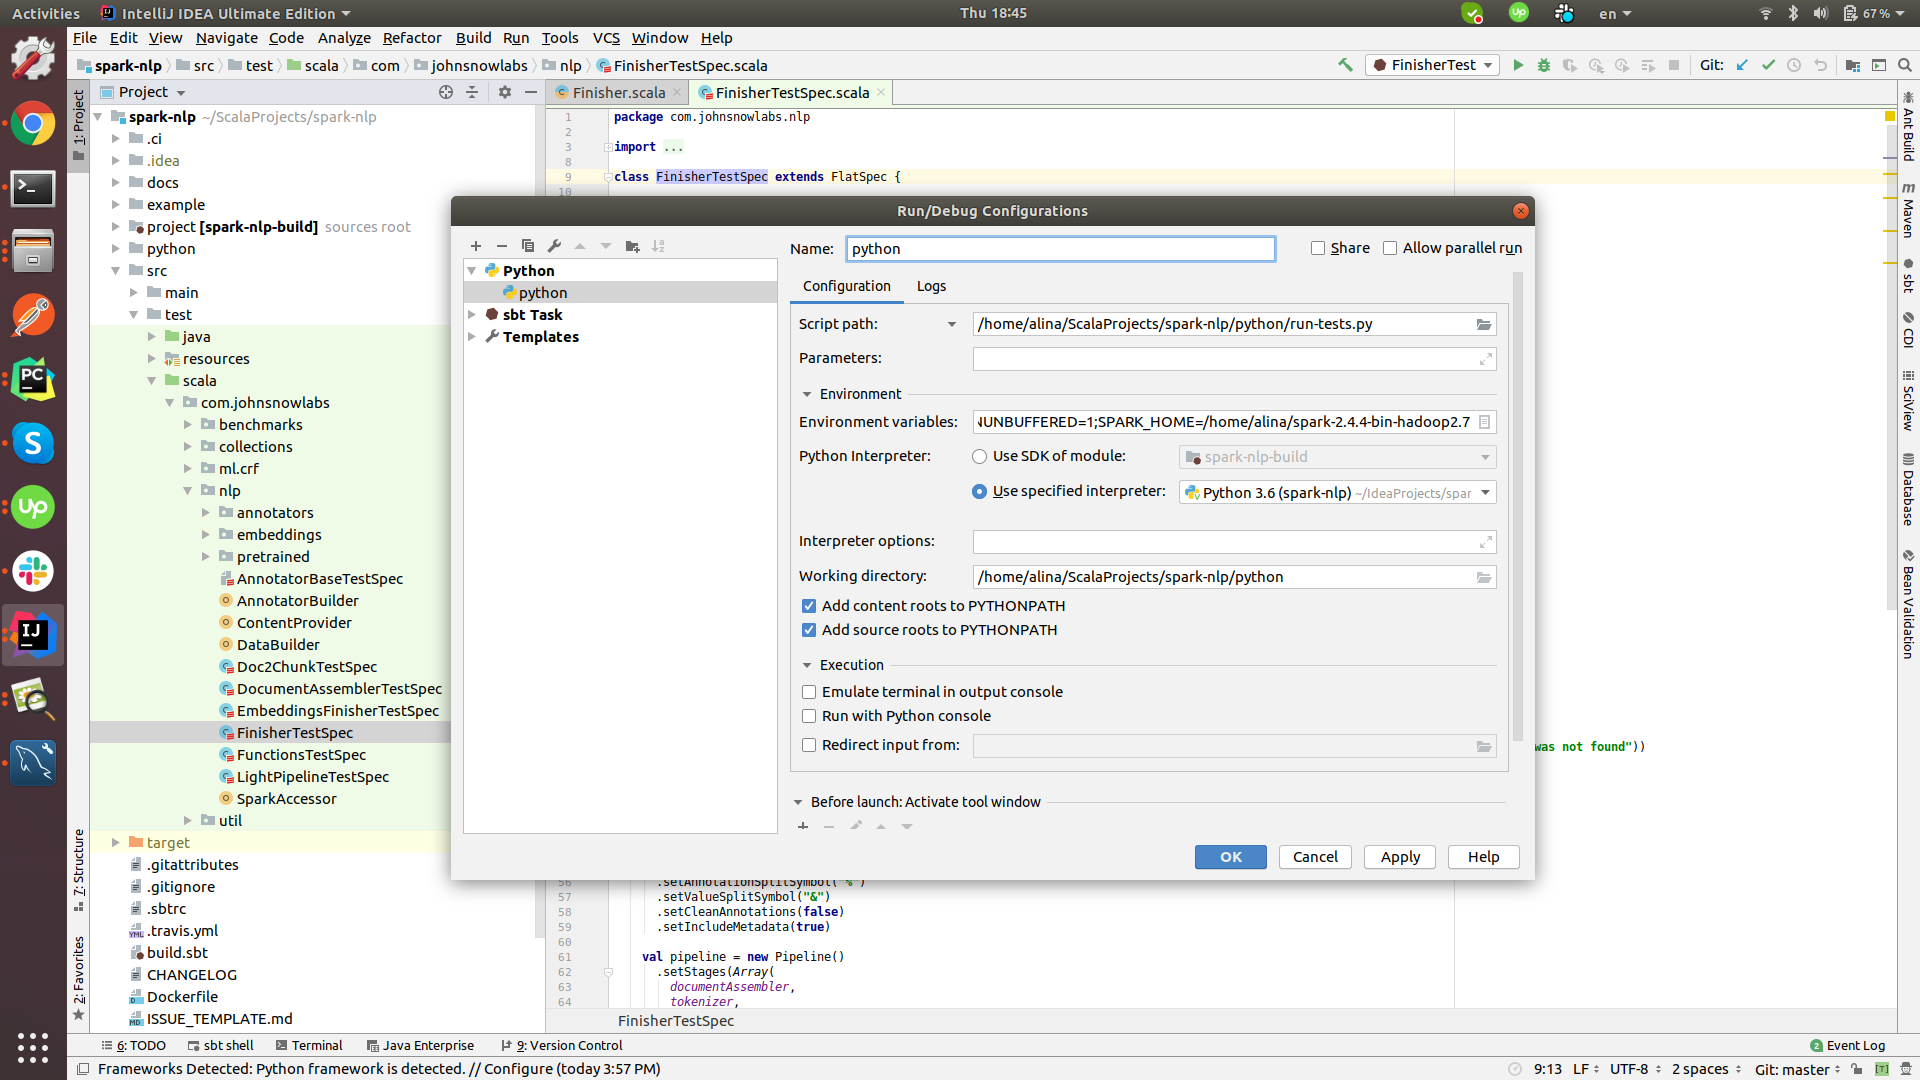 Activities
IntelliJ IDEA Ultimate Edition
Thu 18:45
en
67 %
File Edit View Navigate Code Analyze Refactor Build Run Tools VCS Window Help
spark-nlp src test scala com johnsnowlabs nlp FinisherTestSpec.scala
FinisherTest
Git:
1: Project
7: Structure
2: Favorites
Project
spark-nlp ~/ScalaProjects/spark-nlp
.ci
.idea
docs
example
project [spark-nlp-build] sources root
python
src
main
test
java
resources
scala
com.johnsnowlabs
benchmarks
collections
ml.crf
nlp
annotators
embeddings
pretrained
AnnotatorBaseTestSpec
AnnotatorBuilder
ContentProvider
DataBuilder
Doc2ChunkTestSpec
DocumentAssemblerTestSpec
EmbeddingsFinisherTestSpec
FinisherTestSpec
FunctionsTestSpec
LightPipelineTestSpec
SparkAccessor
util
target
.gitattributes
.gitignore
.sbtrc
.travis.yml
build.sbt
CHANGELOG
Dockerfile
ISSUE_TEMPLATE.md
Finisher.scala FinisherTestSpec.scala
1 package com.johnsnowlabs.nlp
2
3 import ...
8
9 class FinisherTestSpec extends FlatSpec {
10
Run/Debug Configurations
Python
python
sbt Task
Templates
Name: python
Share
Allow parallel run
Configuration Logs
Script path: /home/alina/ScalaProjects/spark-nlp/python/run-tests.py
Parameters:
Environment
Environment variables: NUNBUFFERED=1;SPARK_HOME=/home/alina/spark-2.4.4-bin-hadoop2.7
Python Interpreter: Use SDK of module: spark-nlp-build
Use specified interpreter: Python 3.6 (spark-nlp) ~/IdeaProjects/spar
Interpreter options:
Working directory: /home/alina/ScalaProjects/spark-nlp/python
Add content roots to PYTHONPATH
Add source roots to PYTHONPATH
Execution
Emulate terminal in output console
Run with Python console
Redirect input from:
Before launch: Activate tool window
OK Cancel Apply Help
was not found"))
56 .setAnnotationSplitSymbol("%")
57 .setValueSplitSymbol("&")
58 .setCleanAnnotations(false)
59 .setIncludeMetadata(true)
60
61 val pipeline = new Pipeline()
62 .setStages(Array(
63 documentAssembler,
64 tokenizer,
FinisherTestSpec
Ant Build
Maven
sbt
CDI
SciView
Database
Bean Validation
6: TODO sbt shell Terminal Java Enterprise 9: Version Control
2 Event Log
Frameworks Detected: Python framework is detected. // Configure (today 3:57 PM)
9:13 LF UTF-8 2 spaces Git: master